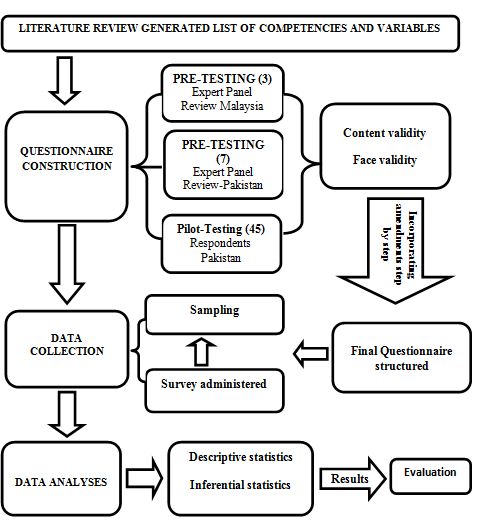 LITERATURE REVIEW GENERATED LIST OF COMPETENCIES AND VARIABLES
QUESTIONNAIRE
CONSTRUCTION
PRE-TESTING (3)
Expert Panel
Review Malaysia
PRE-TESTING
(7)
Expert Panel
Review-Pakistan
Pilot-Testing (45)
Respondents
Pakistan
Content validity
Face validity
Incorporating
amendments step
by step
DATA
COLLECTION
Sampling
Survey administered
Final Questionnaire
structured
DATA ANALYSES
Descriptive statistics
Inferential statistics
Results
Evaluation